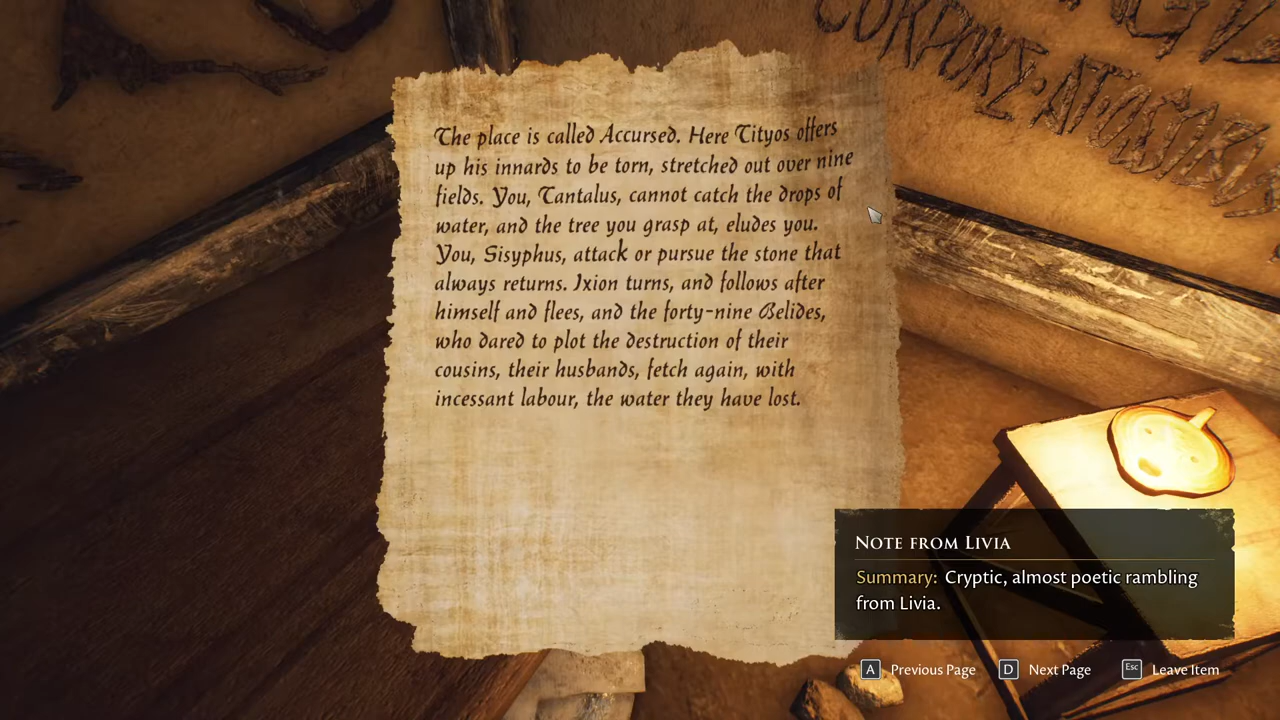 CORPORE·AT·OS
The place is called Accursed. Here Tityos offers
up his innards to be torn, stretched out over nine
fields. You, Tantalus, cannot catch the drops of
water, and the tree you grasp at, eludes you.
You, Sisyphus, attack or pursue the stone that
always returns. Ixion turns, and follows after
himself and flees, and the forty-nine Belides,
who dared to plot the destruction of their
cousins, their husbands, fetch again, with
incessant labour, the water they have lost.
Note from Livia
Summary: Cryptic, almost poetic rambling
from Livia.
A Previous Page D Next Page Esc Leave Item